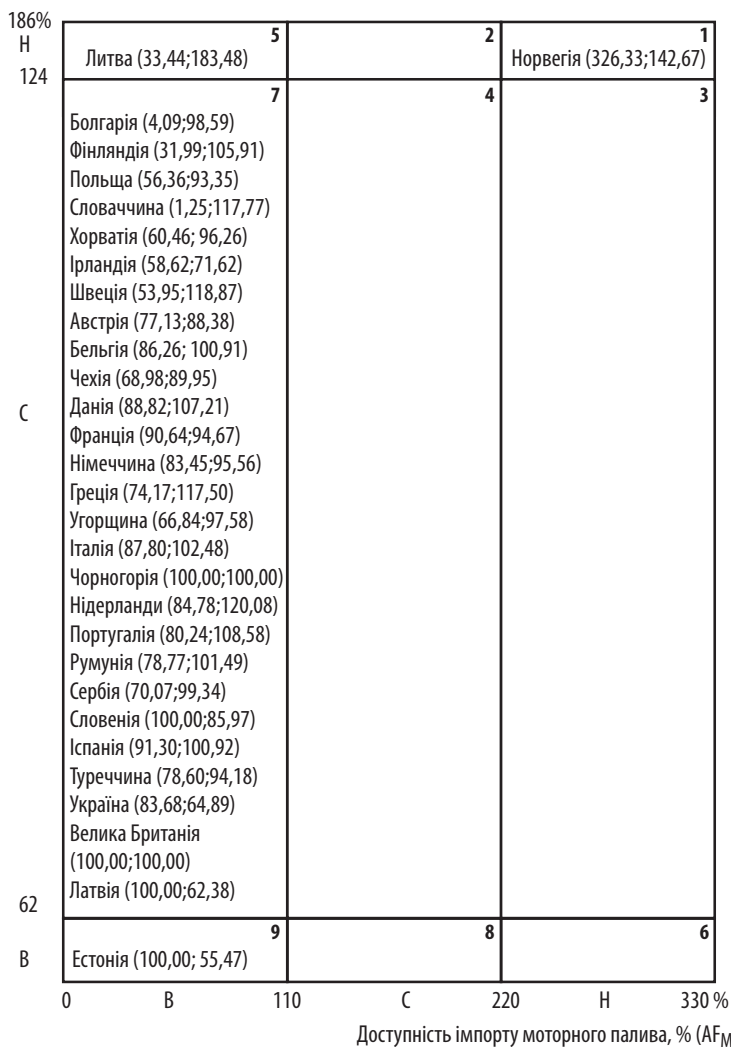 186%
H
5
2
1
Литва (33,44;183,48)
Норвегія (326,33;142,67)
124
7
4
3
Болгарія (4,09;98,59)
Фінляндія (31,99;105,91)
Польща (56,36;93,35)
Словаччина (1,25;117,77)
Хорватія (60,46; 96,26)
Ірландія (58,62;71,62)
Швеція (53,95;118,87)
Австрія (77,13;88,38)
Бельгія (86,26; 100,91)
Чехія (68,98;89,95)
С
Данія (88,82;107,21)
Франція (90,64;94,67)
Німеччина (83,45;95,56)
Греція (74,17;117,50)
Угорщина (66,84;97,58)
Італія (87,80;102,48)
Чорногорія (100,00;100,00)
Нідерланди (84,78;120,08)
Португалія (80,24;108,58)
Румунія (78,77;101,49)
Сербія (70,07;99,34)
Словенія (100,00;85,97)
Іспанія (91,30;100,92)
Туреччина (78,60;94,18)
Україна (83,68;64,89)
Велика Британія
(100,00;100,00)
Латвія (100,00;62,38)
62
9
8
6
В
Естонія (100,00; 55,47)
0 В 110 С 220 Н 330 %
Доступність імпорту моторного палива, % (AFM